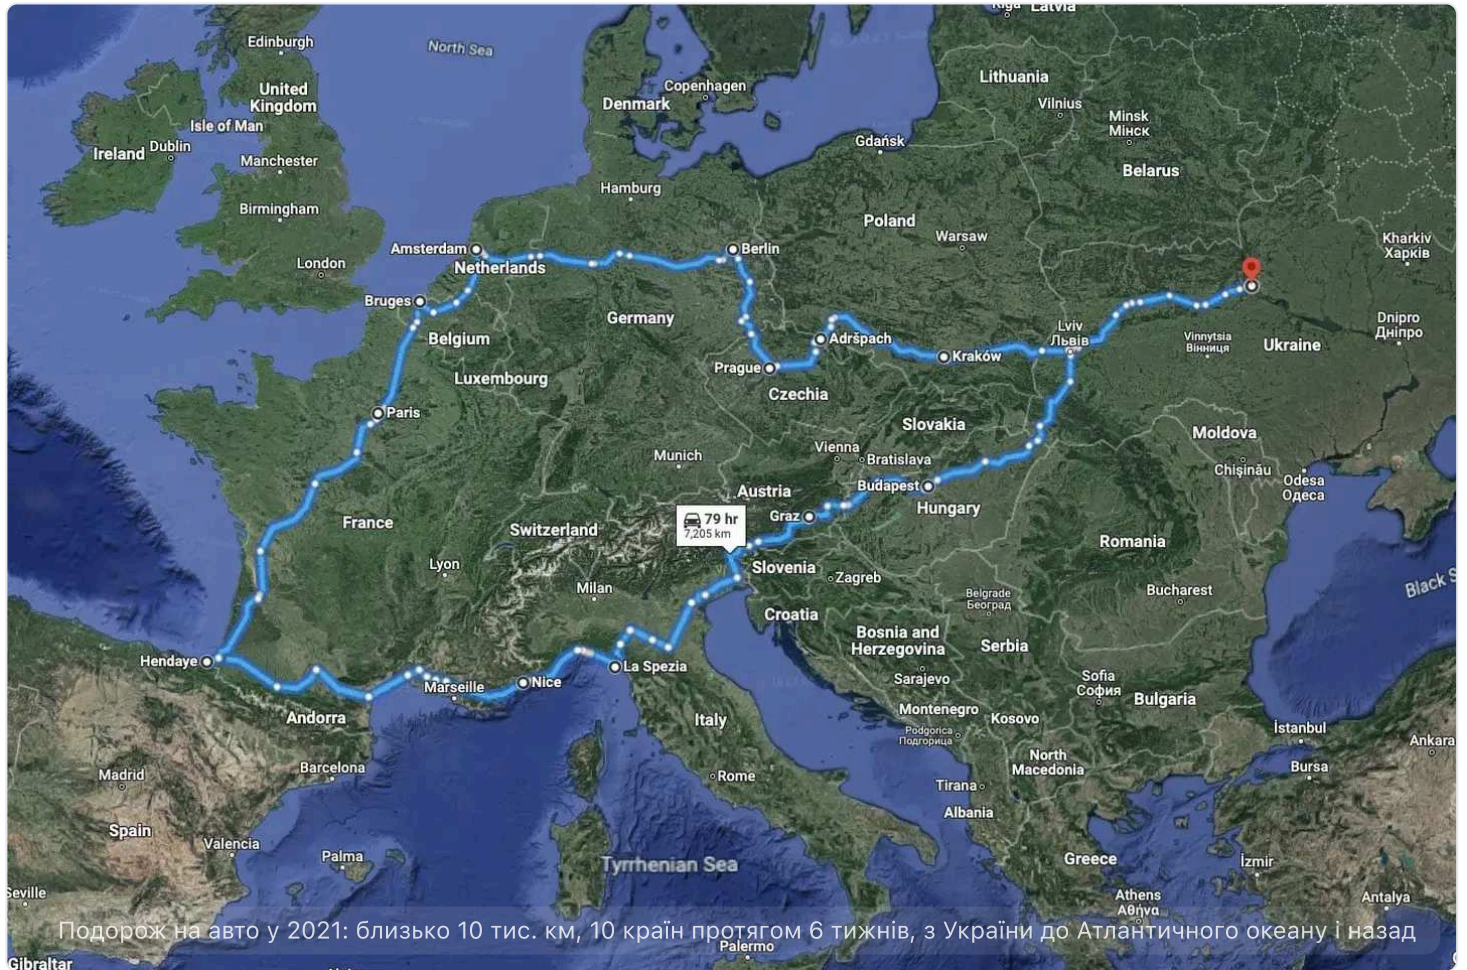 Riga
Latvia
Edinburgh
North Sea
United
Kingdom
Denmark
Copenhagen
Lithuania
Vilnius
Isle of Man
Ireland
Dublin
Manchester
Gdańsk
Minsk
Мінск
Belarus
Hamburg
Birmingham
Poland
Warsaw
Kharkiv
Харків
Amsterdam
Netherlands
Berlin
London
Bruges
Belgium
Germany
Adršpach
Lviv
Львів
Vinnytsia
Вінниця
Ukraine
Dnipro
Дніпро
Luxembourg
Prague
Czechia
Kraków
Paris
Slovakia
Moldova
Munich
Vienna
Bratislava
Chișinău
Odesa
Одеса
Austria
Budapest
France
Switzerland
79 hr
7,205 km
Graz
Hungary
Romania
Lyon
Milan
Slovenia
Zagreb
Croatia
Belgrade
Београд
Bucharest
Black S
Bosnia and
Herzegovina
Serbia
Hendaye
La Spezia
Nice
Marseille
Sarajevo
Sofia
София
Bulgaria
Andorra
Italy
Montenegro
Kosovo
Podgorica
Подгорица
İstanbul
Ankara
North
Macedonia
Bursa
Madrid
Barcelona
Rome
Tirana
Albania
Spain
Valencia
Palma
Tyrrhenian Sea
Greece
İzmir
Seville
Athens
Αθήνα
Antalya
Подорож на авто у 2021: близько 10 тис. км, 10 країн протягом 6 тижнів, з України до Атлантичного океану і назад
Palermo
Gibraltar